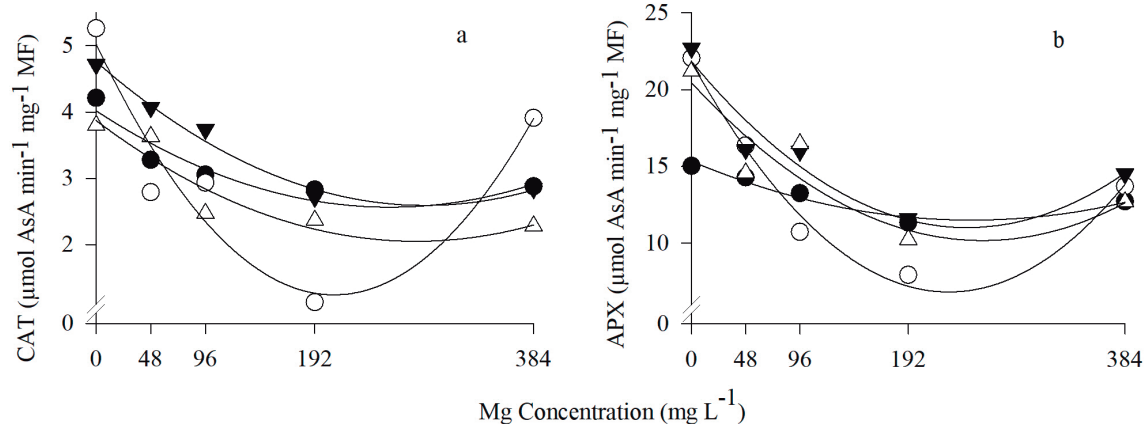 a
CAT (µmol AsA min⁻¹ mg⁻¹ MF)
5
4
3
2
0
0 48 96 192 384
b
APX (µmol AsA min⁻¹ mg⁻¹ MF)
25
20
15
10
0
0 48 96 192 384
Mg Concentration (mg L⁻¹)